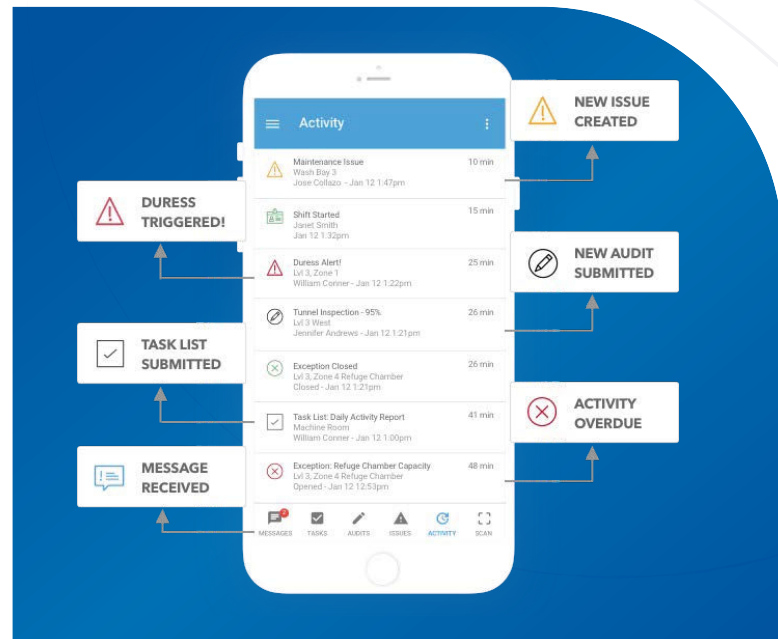 NEW ISSUE
CREATED
Activity
Maintenance Issue
10 min
Wash Bay 3
Jose Collazo - Jan 12 1:47pm
DURESS
TRIGGERED!
Shift Started
15 min
Janet Smith
Jan 12 1:32pm
Duress Alert!
25 min
Lvl 3, Zone 1
William Conner - Jan 12 1:22pm
NEW AUDIT
SUBMITTED
Tunnel Inspection - 95%
26 min
Lvl 3 West
Jennifer Andrews - Jan 12 1:21pm
TASK LIST
SUBMITTED
Exception Closed
26 min
Lvl 3, Zone 4 Refuge Chamber
Closed - Jan 12 1:21pm
ACTIVITY
OVERDUE
Task List: Daily Activity Report
41 min
Machine Room
William Conner - Jan 12 1:00pm
MESSAGE
RECEIVED
Exception: Refuge Chamber Capacity
48 min
Lvl 3, Zone 4 Refuge Chamber
Opened - Jan 12 12:53pm
MESSAGES TASKS AUDITS ISSUES ACTIVITY SCAN